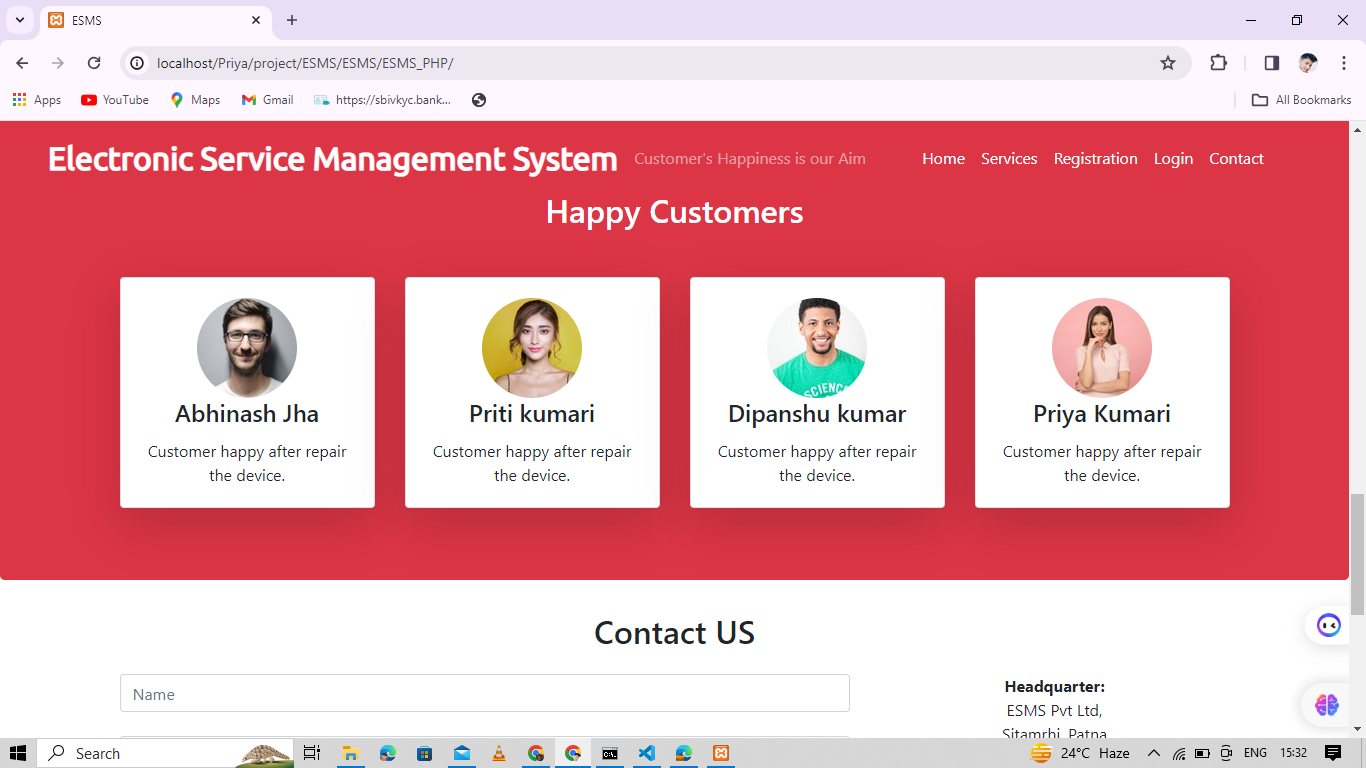 ESMS
localhost/Priya/project/ESMS/ESMS/ESMS_PHP/
Apps
YouTube
Maps
Gmail
https://sbivkyc.bank...
All Bookmarks
Electronic Service Management System
Customer's Happiness is our Aim
Home
Services
Registration
Login
Contact
Happy Customers
Abhinash Jha
Customer happy after repair
the device.
Priti kumari
Customer happy after repair
the device.
SCIENC
Dipanshu kumar
Customer happy after repair
the device.
Priya Kumari
Customer happy after repair
the device.
Contact US
Name
Headquarter:
ESMS Pvt Ltd,
Sitamrhi, Patna
Search
24°C Haze
ENG
15:32